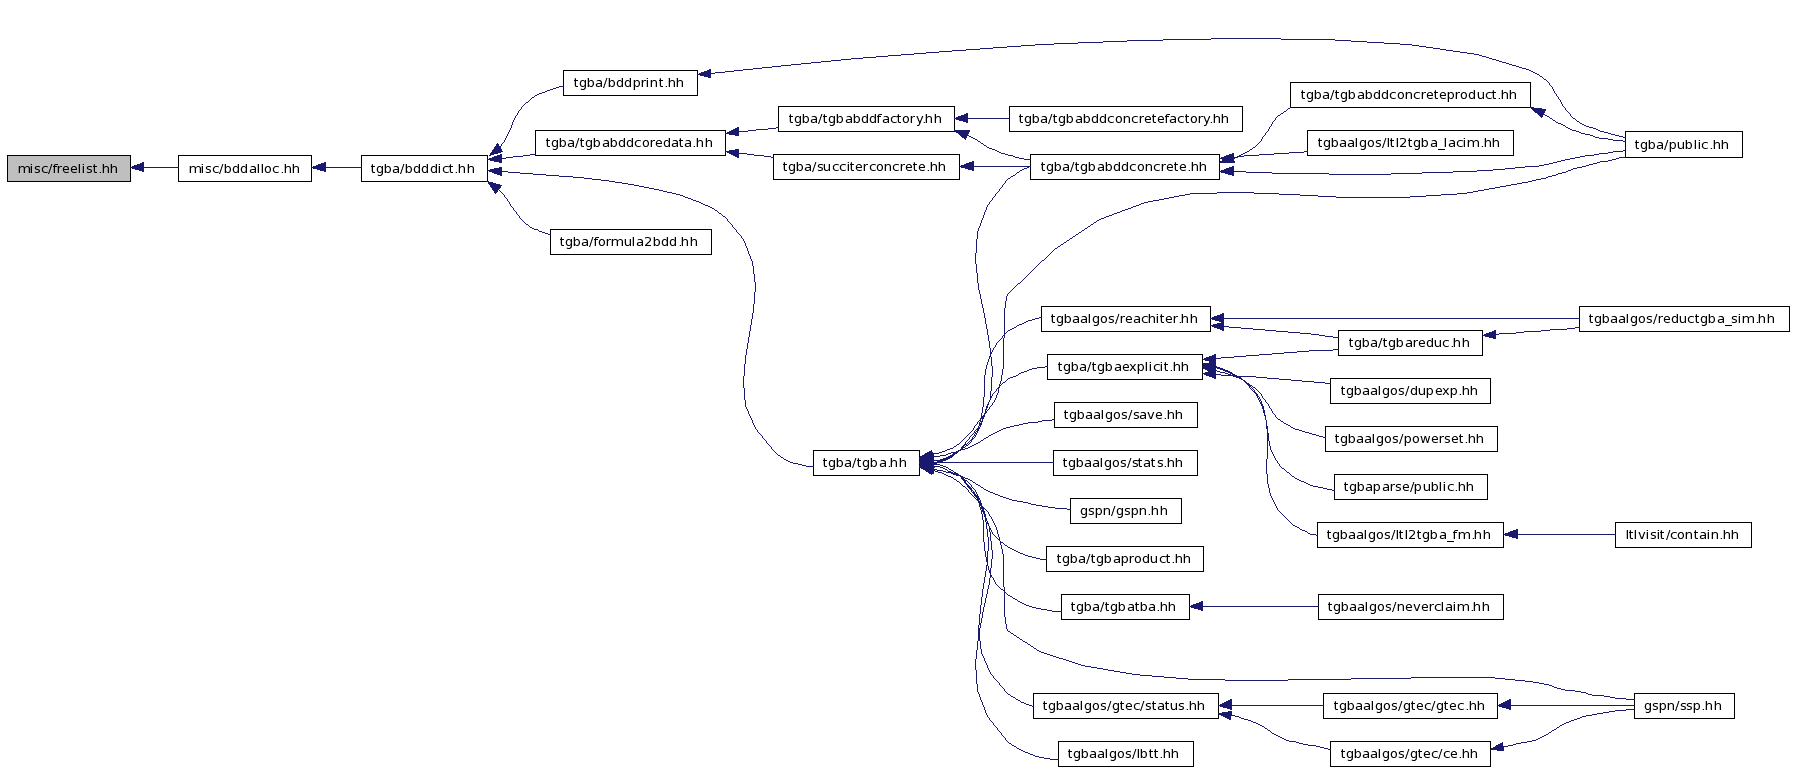 tgba/bddprint.hh
tgba/tgbabddconcreteproduct.hh
tgba/tgbabddfactory.hh
tgba/tgbabddconcretefactory.hh
tgba/tgbabddcoredata.hh
tgbaalgos/ltl2tgba_lacim.hh
tgba/public.hh
misc/freelist.hh
misc/bddalloc.hh
tgba/bdddict.hh
tgba/succiterconcrete.hh
tgba/tgbabddconcrete.hh
tgba/formula2bdd.hh
tgbaalgos/reachiter.hh
tgbaalgos/reductgba_sim.hh
tgba/tgbareduc.hh
tgba/tgbaexplicit.hh
tgbaalgos/dupexp.hh
tgbaalgos/save.hh
tgbaalgos/powerset.hh
tgba/tgba.hh
tgbaalgos/stats.hh
tgbaparse/public.hh
gspn/gspn.hh
tgbaalgos/ltl2tgba_fm.hh
ltlvisit/contain.hh
tgba/tgbaproduct.hh
tgba/tgbatba.hh
tgbaalgos/neverclaim.hh
tgbaalgos/gtec/status.hh
tgbaalgos/gtec/gtec.hh
gspn/ssp.hh
tgbaalgos/lbtt.hh
tgbaalgos/gtec/ce.hh